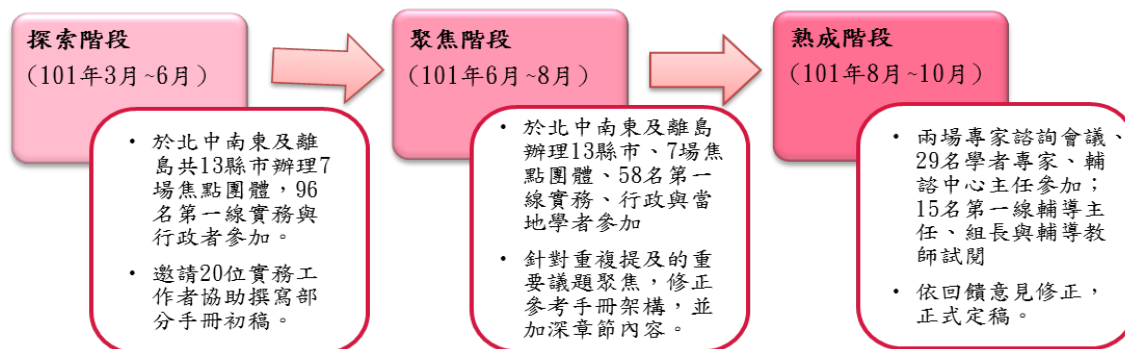 探索階段
(101年3月~6月)
• 於北中南東及離
島共13縣市辦理7
場焦點團體，96
名第一線實務與
行政者參加。
• 邀請20位實務工
作者協助撰寫部
分手冊初稿。
聚焦階段
(101年6月~8月)
• 於北中南東及離島
辦理13縣市、7場焦
點團體、58名第一
線實務、行政與當
地學者參加
• 針對重複提及的重
要議題聚焦，修正
參考手冊架構，並
加深章節內容。
熟成階段
(101年8月~10月)
• 兩場專家諮詢會議、
29名學者專家、輔
諮中心主任參加；
15名第一線輔導主
任、組長與輔導教
師試閱
• 依回饋意見修正，
正式定稿。